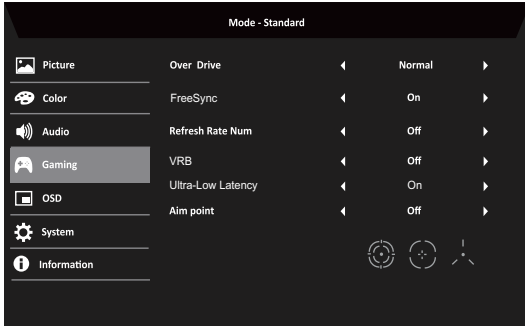 Mode - Standard
Picture
Over Drive Normal
Color
FreeSync On
Audio
Refresh Rate Num Off
Gaming
VRB Off
Ultra-Low Latency On
OSD
Aim point Off
System
Information